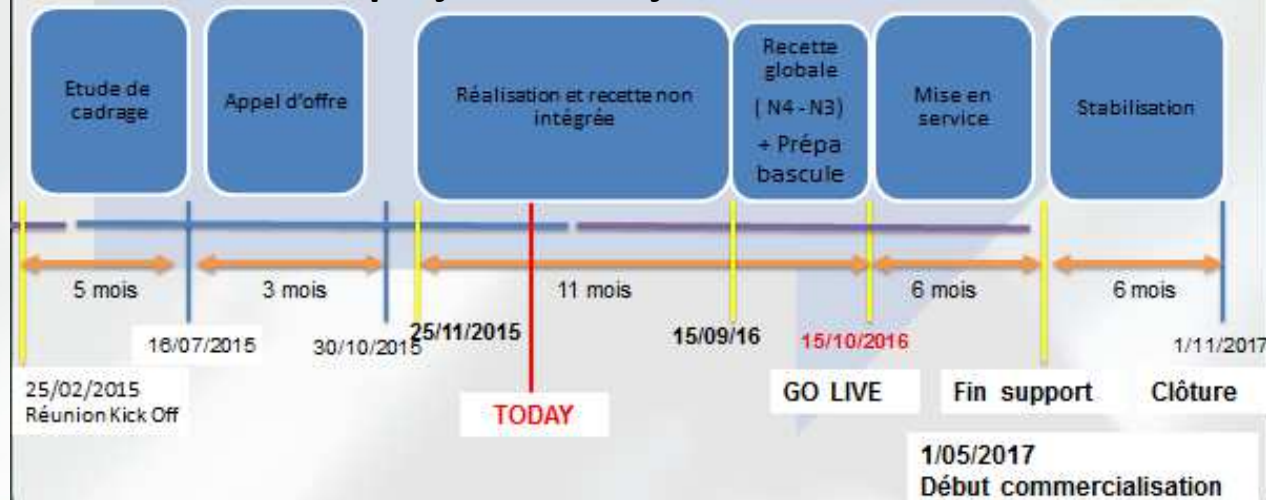 Etude de
cadrage
Appel d'offre
Réalisation et recette non
intégrée
Recette
globale
( N4 - N3)
+ Prépa
bascule
Mise en
service
Stabilisation
5 mois
3 mois
11 mois
6 mois
6 mois
16/07/2015
30/10/2015
25/11/2015
15/09/16
15/10/2016
1/11/2017
25/02/2015
Réunion Kick Off
TODAY
GO LIVE
Fin support
Clôture
1/05/2017
Début commercialisation